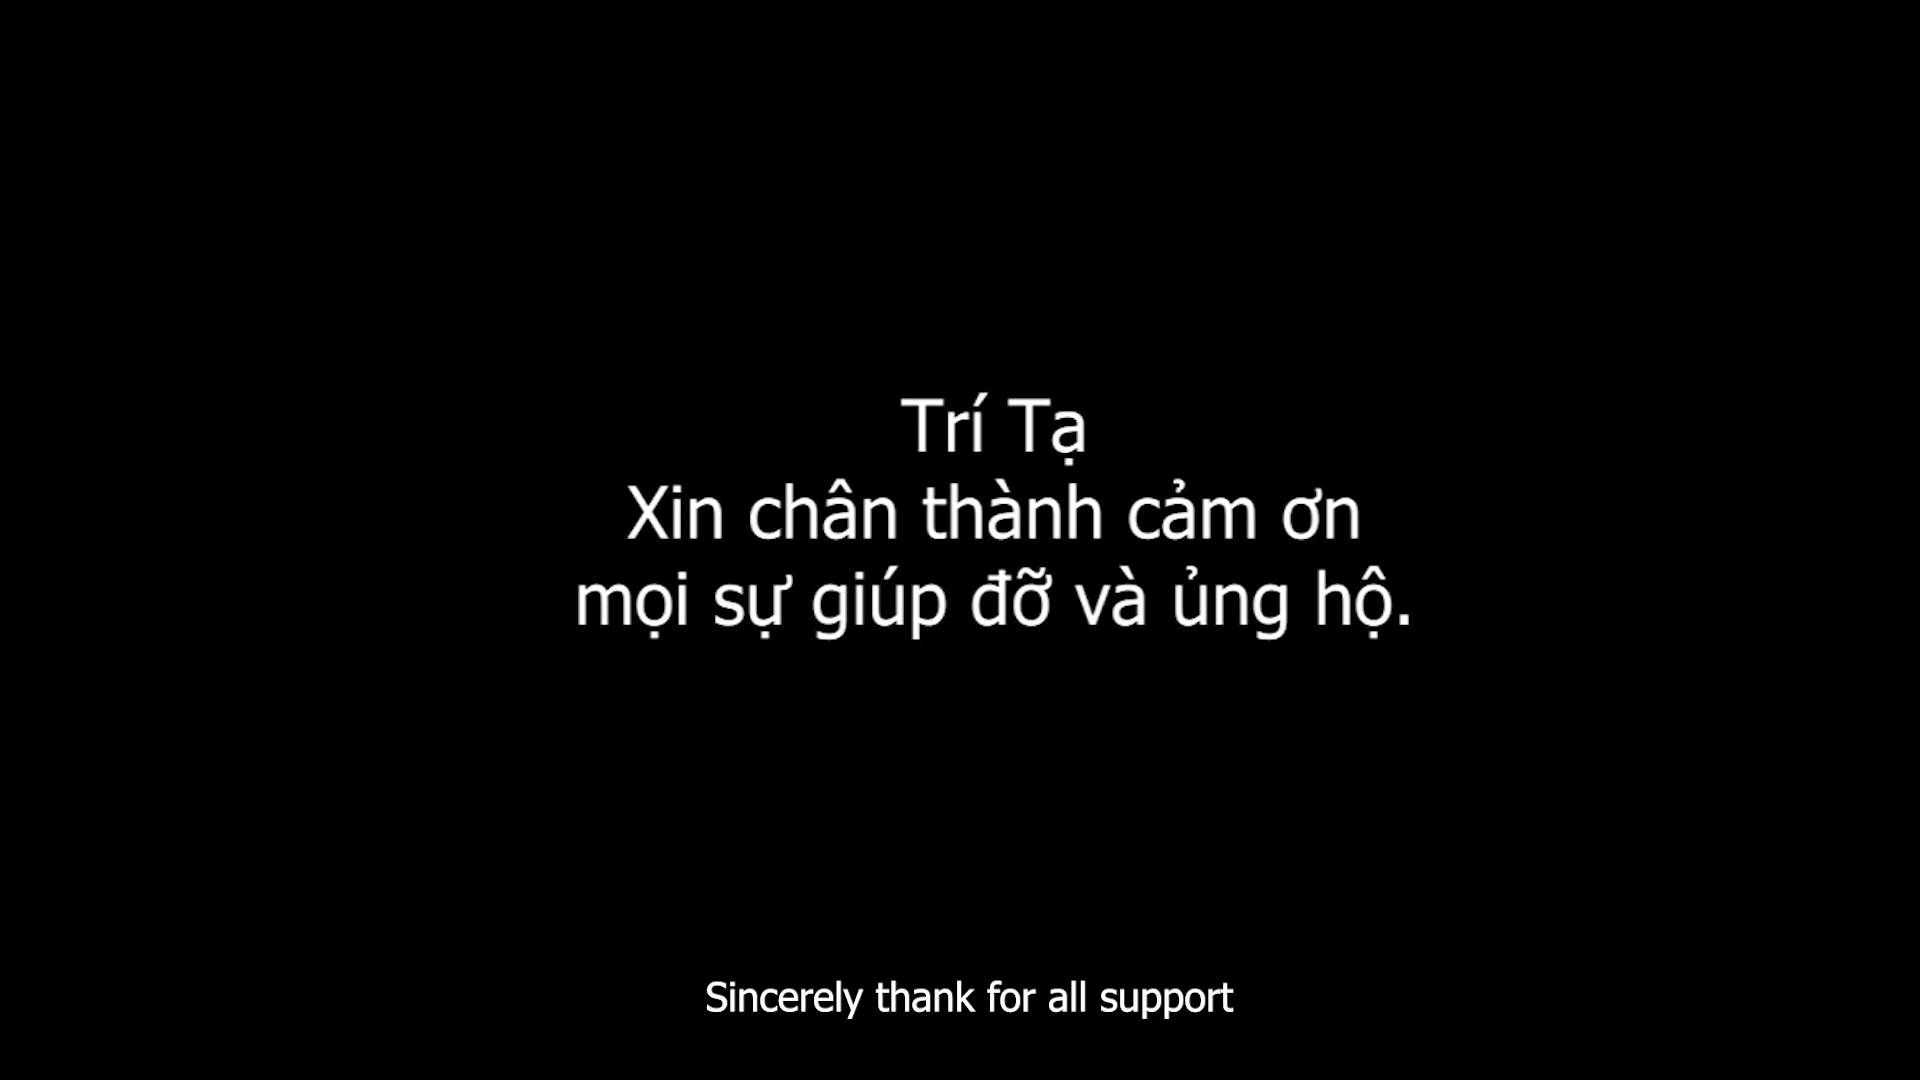 Trí Tạ
Xin chân thành cảm ơn
mọi sự giúp đỡ và ủng hộ.
Sincerely thank for all support